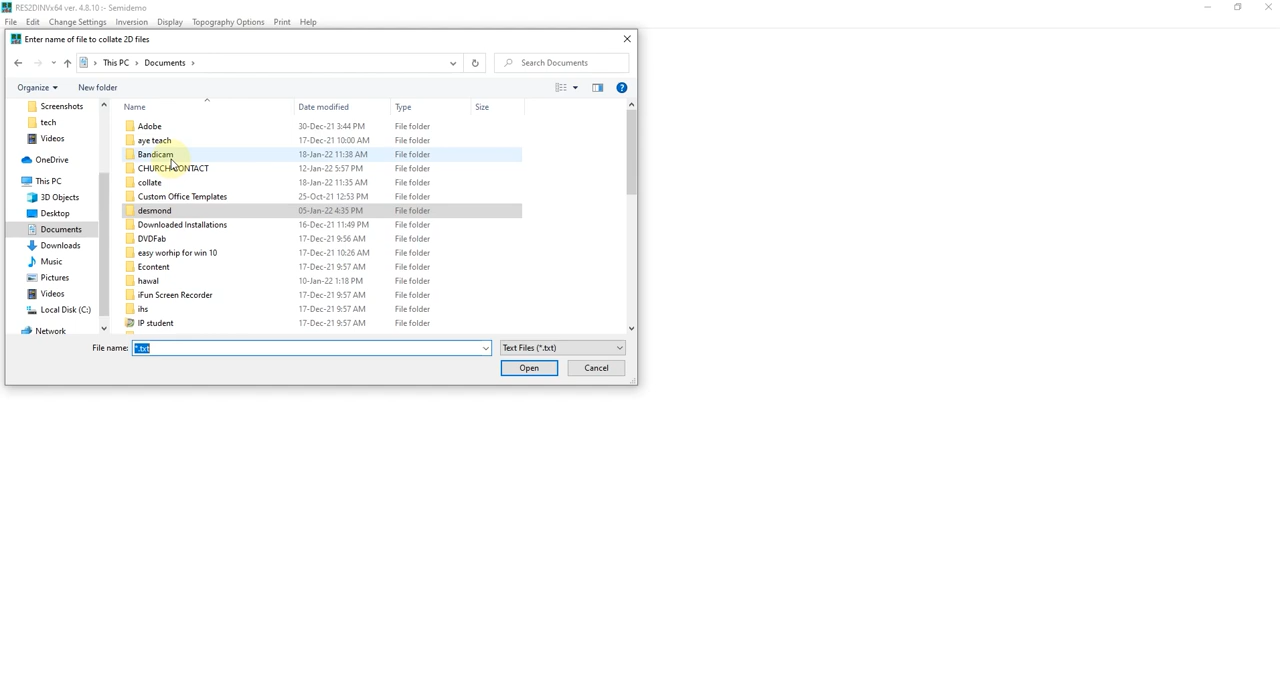 RES2DINVx64 ver. 4.8.10 :- Semidemo
File Edit Change Settings Inversion Display Topography Options Print Help
Enter name of file to collate 2D files
This PC Documents
Search Documents
Organize New folder
Name Date modified Type Size
Screenshots
tech
Videos
OneDrive
This PC
3D Objects
Desktop
Documents
Downloads
Music
Pictures
Videos
Local Disk (C:)
Network
Adobe 30-Dec-21 3:44 PM File folder
aye teach 17-Dec-21 10:00 AM File folder
Bandicam 18-Jan-22 11:38 AM File folder
CHURCH CONTACT 12-Jan-22 5:57 PM File folder
collate 18-Jan-22 11:35 AM File folder
Custom Office Templates 25-Oct-21 12:53 PM File folder
desmond 05-Jan-22 4:35 PM File folder
Downloaded Installations 16-Dec-21 11:49 PM File folder
DVDFab 17-Dec-21 9:56 AM File folder
easy worhip for win 10 17-Dec-21 10:26 AM File folder
Econtent 17-Dec-21 9:57 AM File folder
hawal 10-Jan-22 1:18 PM File folder
iFun Screen Recorder 17-Dec-21 9:57 AM File folder
ihs 17-Dec-21 9:57 AM File folder
IP student 17-Dec-21 9:57 AM File folder
File name: *.txt
Text Files (*.txt)
Open Cancel